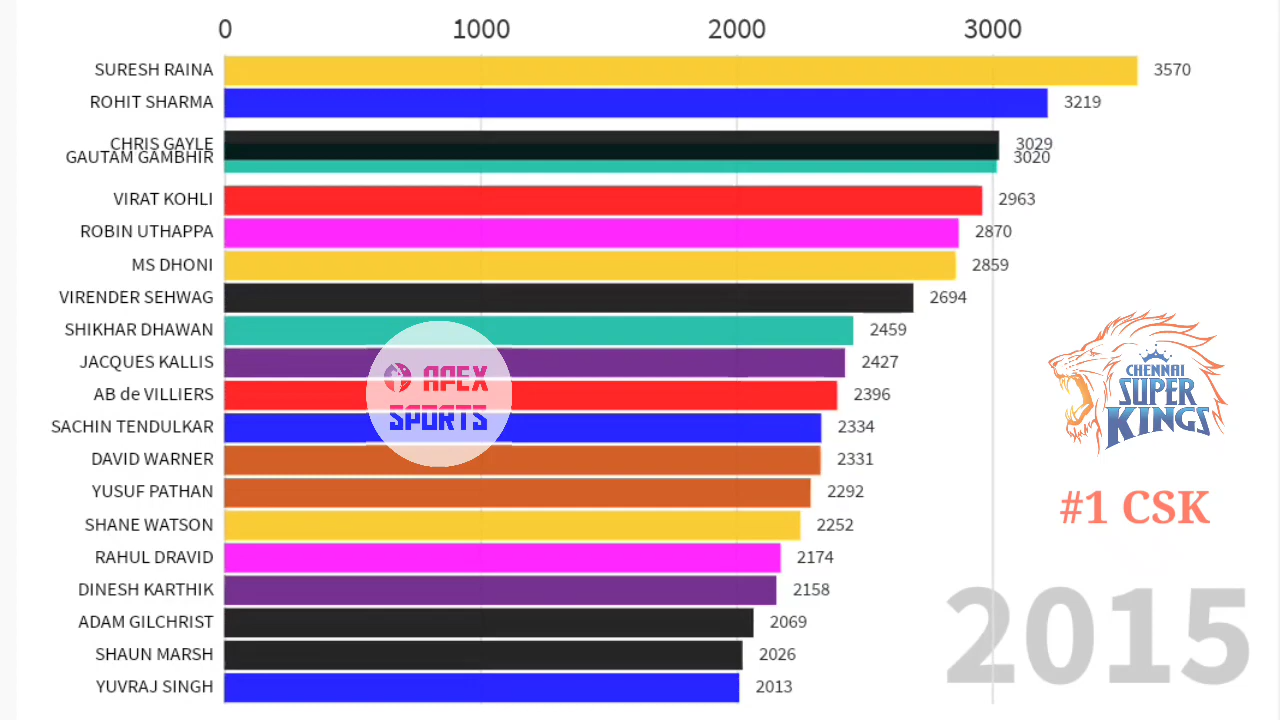 0 1000 2000 3000
SURESH RAINA 3570
ROHIT SHARMA 3219
CHRIS GAYLE 3029
GAUTAM GAMBHIR 3020
VIRAT KOHLI 2963
ROBIN UTHAPPA 2870
MS DHONI 2859
VIRENDER SEHWAG 2694
SHIKHAR DHAWAN 2459
JACQUES KALLIS 2427
AB de VILLIERS 2396
SACHIN TENDULKAR 2334
DAVID WARNER 2331
YUSUF PATHAN 2292
SHANE WATSON 2252
RAHUL DRAVID 2174
DINESH KARTHIK 2158
ADAM GILCHRIST 2069
SHAUN MARSH 2026
YUVRAJ SINGH 2013
APEX
SPORTS
CHENNAI
SUPER
KINGS
#1 CSK
2015